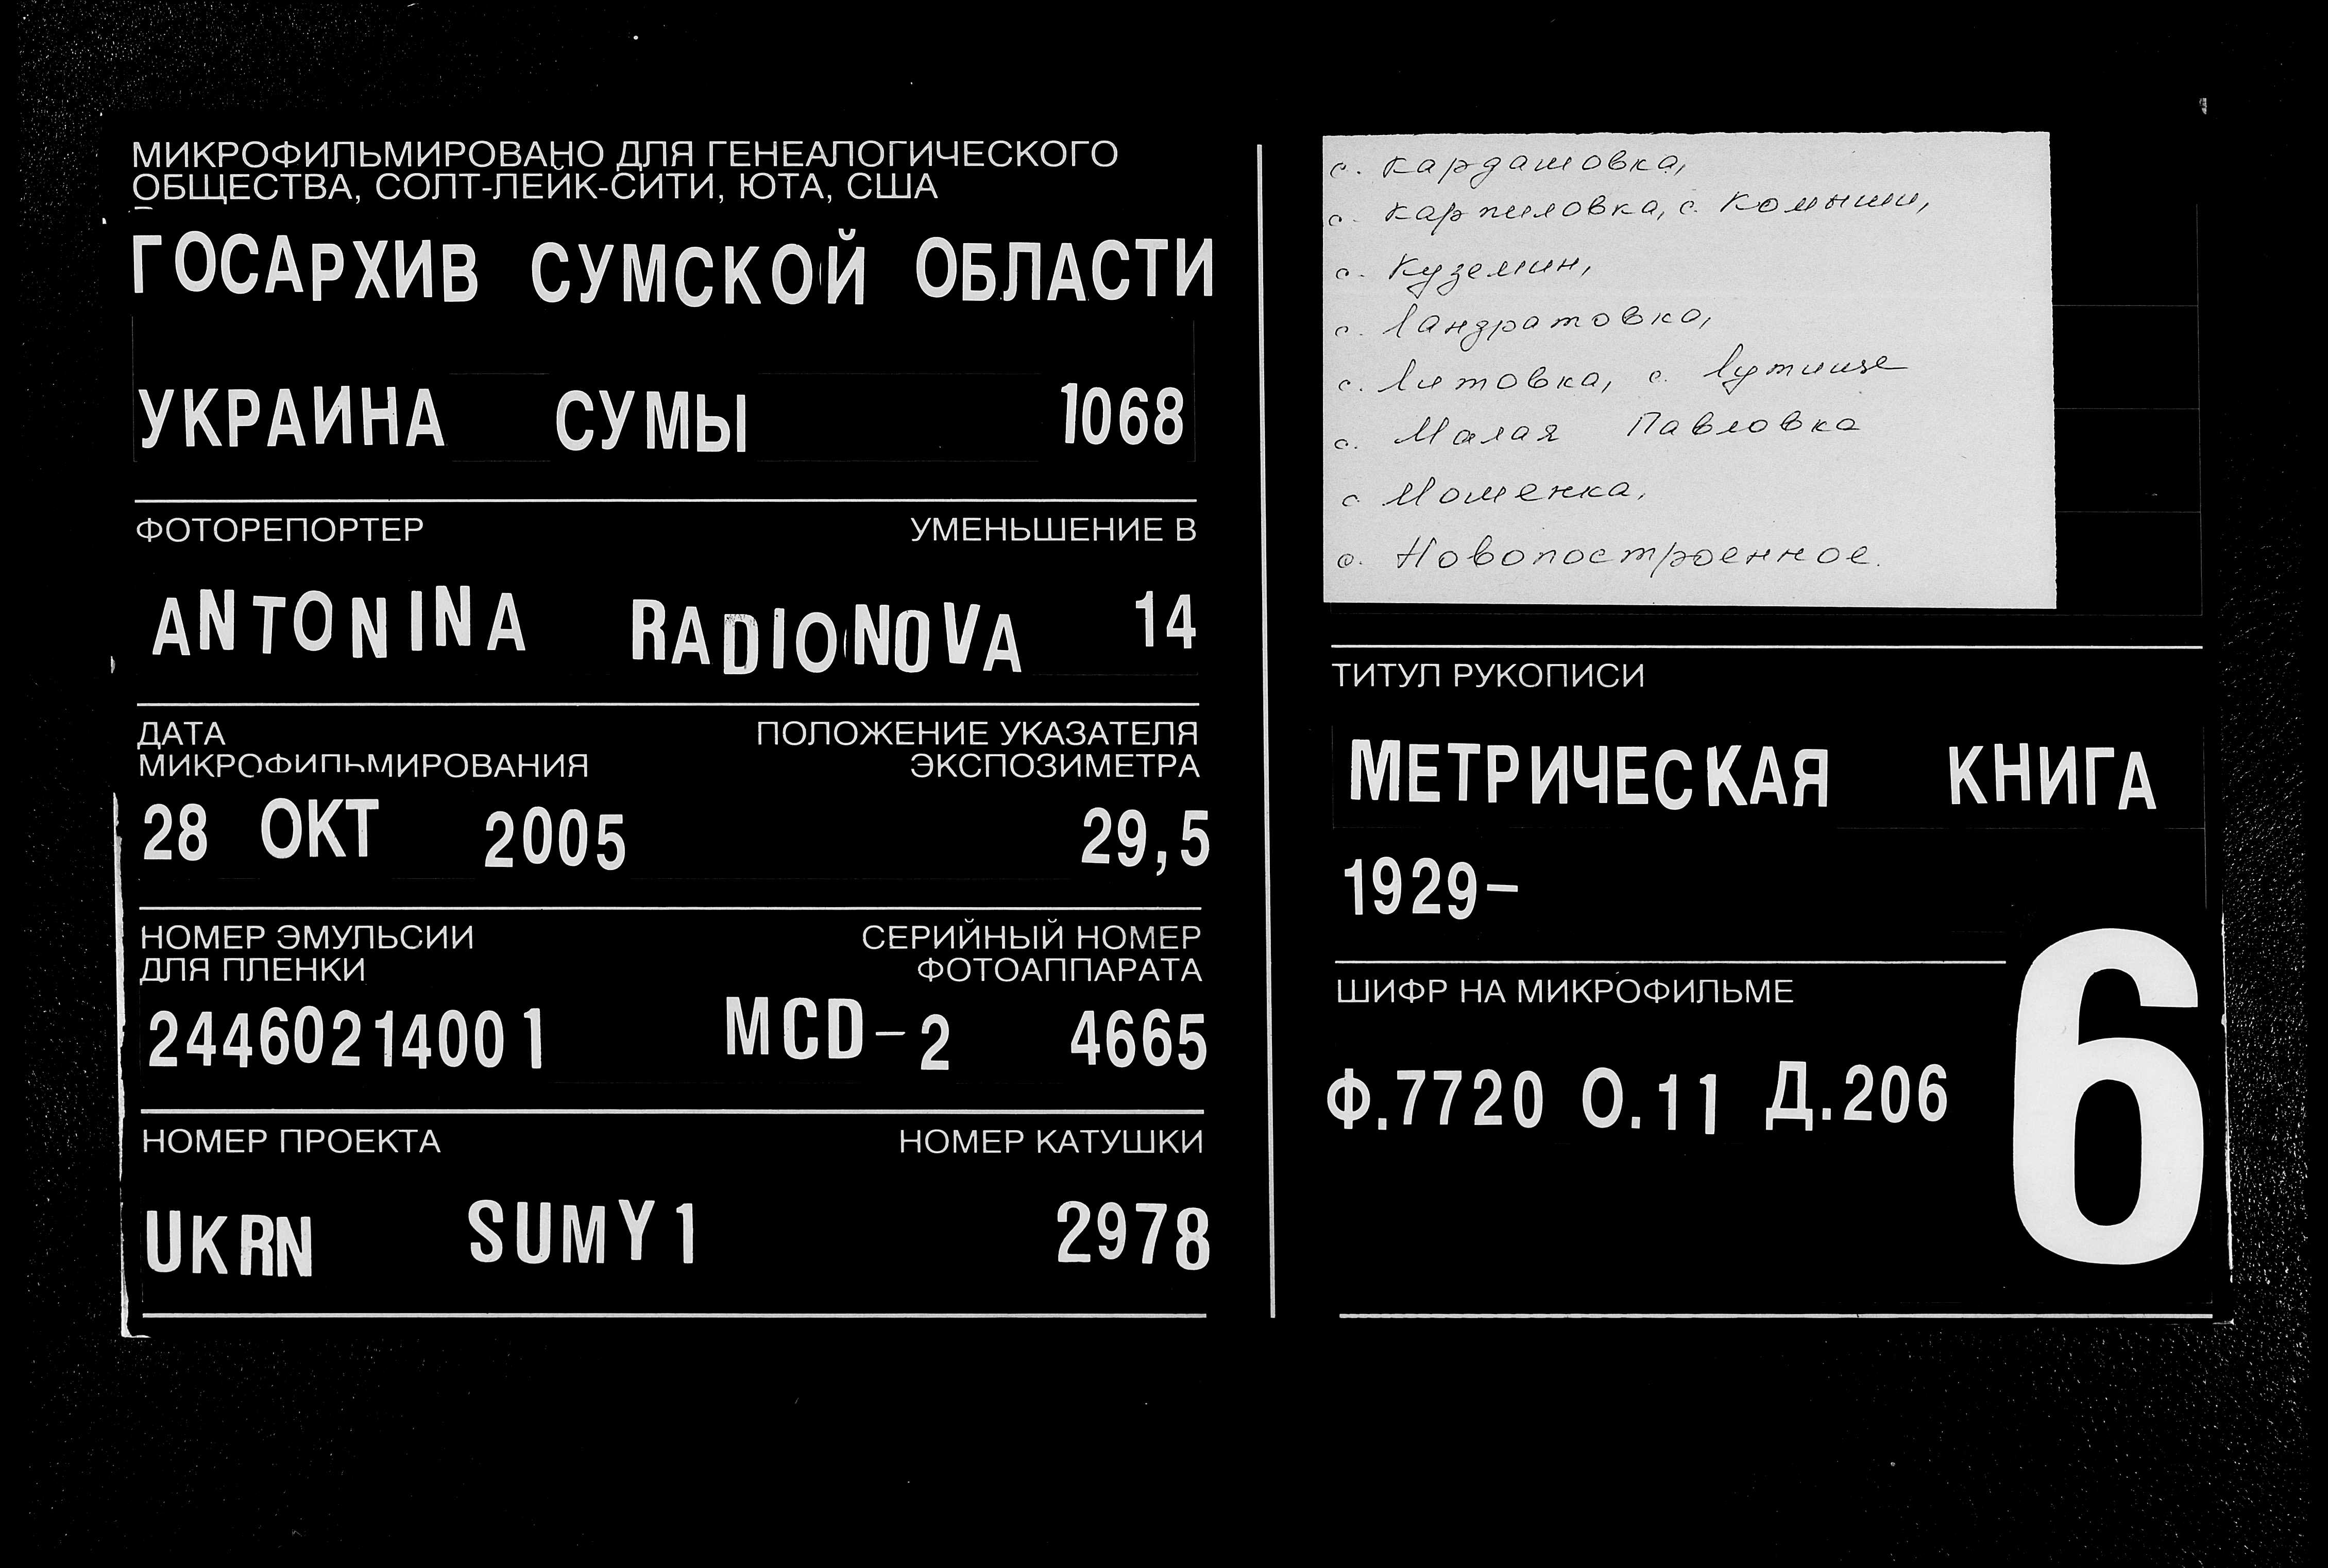 МИКРОФИЛЬМИРОВАНО ДЛЯ ГЕНЕАЛОГИЧЕСКОГО
ОБЩЕСТВА, СОЛТ-ЛЕЙК-СИТИ, ЮТА, США
ГОСАРХИВ СУМСКОЙ ОБЛАСТИ
УКРАИНА СУМЫ 1068
ФОТОРЕПОРТЕР УМЕНЬШЕНИЕ В
ANTONINA RADIONOVA 14
ДАТА ПОЛОЖЕНИЕ УКАЗАТЕЛЯ
МИКРОФИЛЬМИРОВАНИЯ ЭКСПОЗИМЕТРА
28 ОКТ 2005 29,5
НОМЕР ЭМУЛЬСИИ СЕРИЙНЫЙ НОМЕР
ДЛЯ ПЛЕНКИ ФОТОАППАРАТА
24460214001 MCD-2 4665
НОМЕР ПРОЕКТА НОМЕР КАТУШКИ
UKRN SUMY1 2978
с. Кардашовка,
с. Карпиловка, с. Комыши,
с. Куземин,
с. Ландратовка,
с. Литовка, с. Лутище
с. Малая Павловка
с Мошенка,
с. Новопостроенное.
ТИТУЛ РУКОПИСИ
МЕТРИЧЕСКАЯ КНИГА
1929-
ШИФР НА МИКРОФИЛЬМЕ
Ф.7720 О.11 Д.206
6